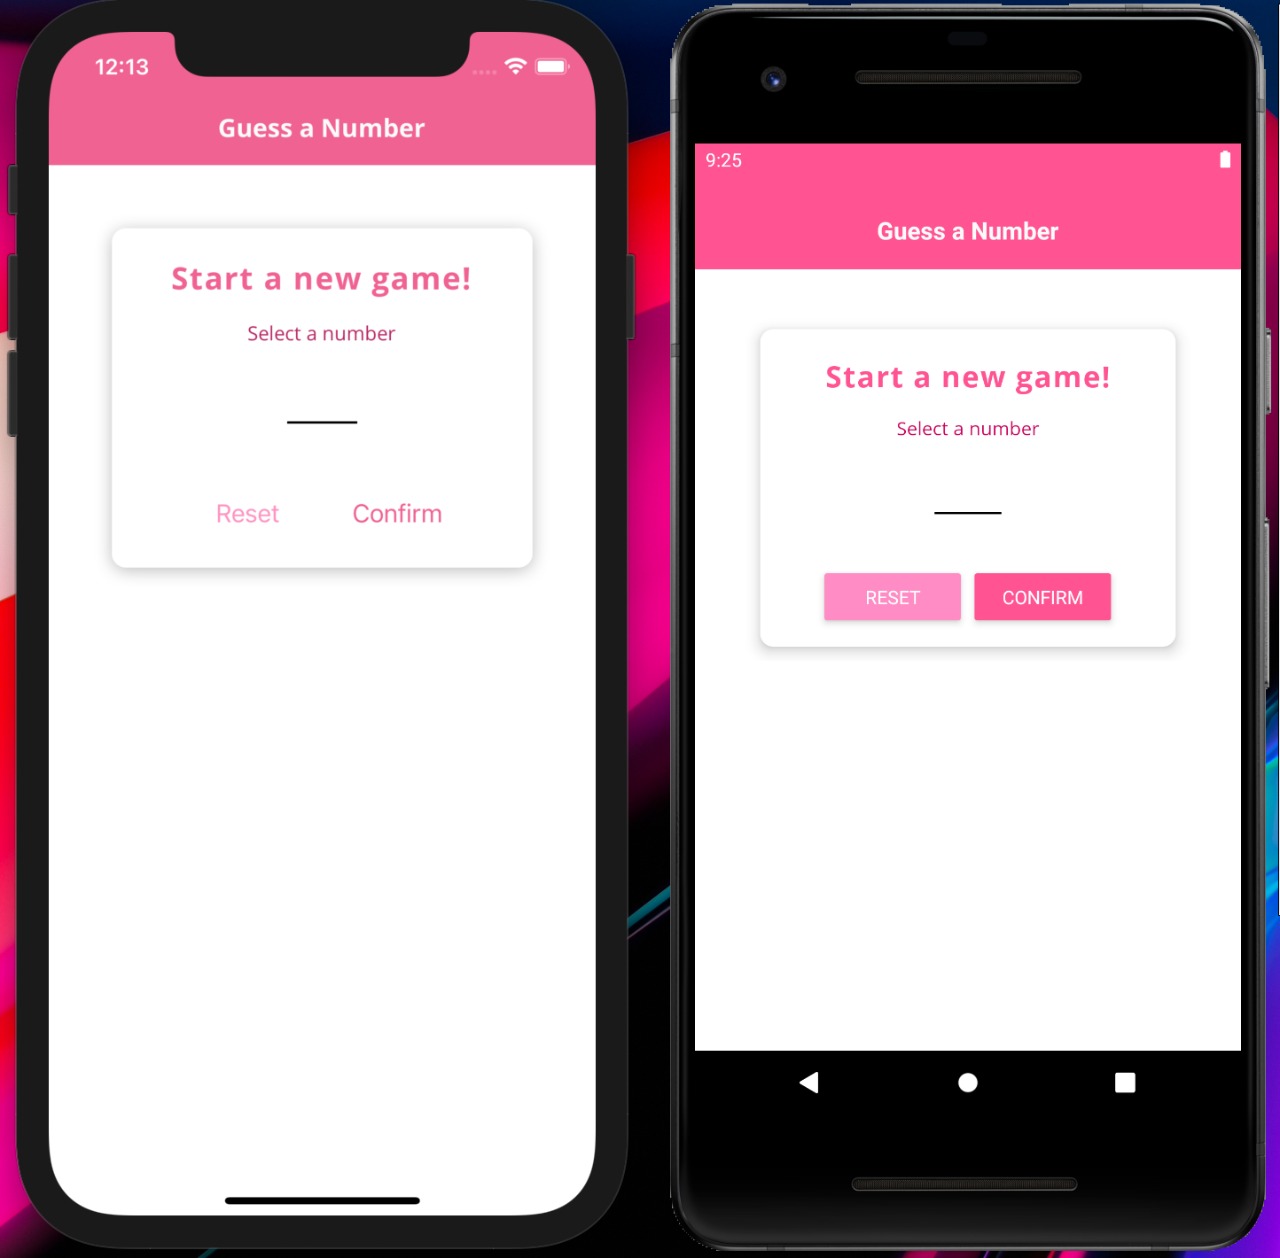 12:13
Guess a Number
Start a new game!
Select a number
Reset Confirm
9:25
Guess a Number
Start a new game!
Select a number
RESET CONFIRM